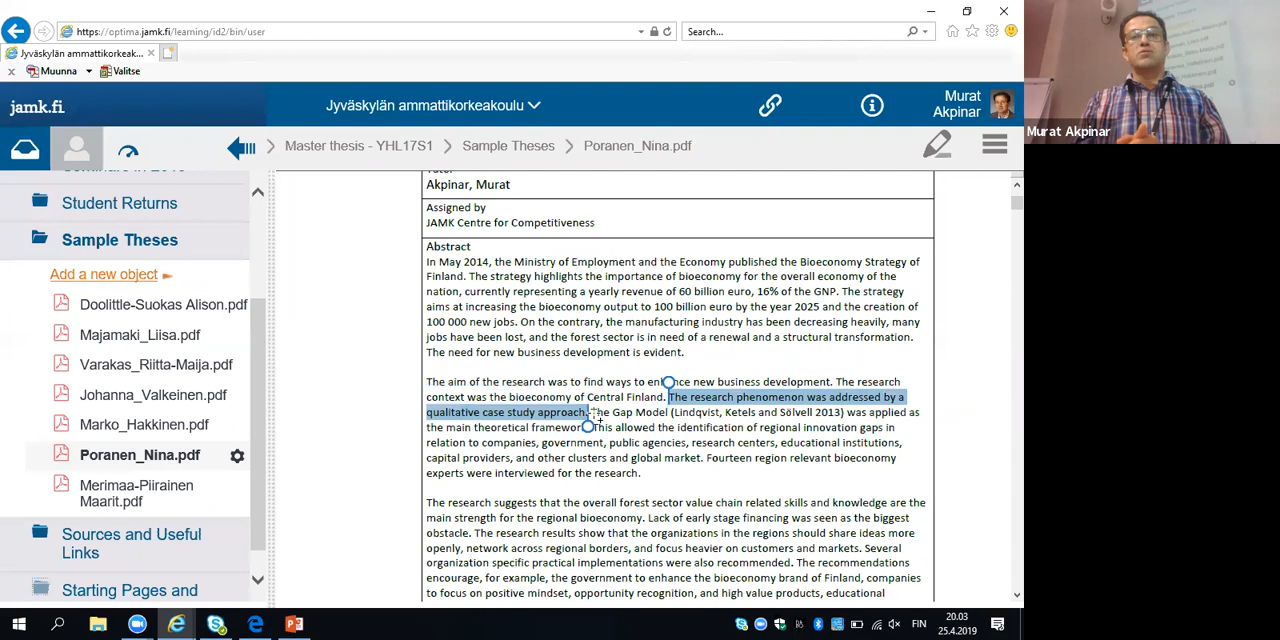 https://optima.jamk.fi/learning/id2/bin/user
Search...
Jyväskylän ammattikorkeak...
Muunna
Valitse
jamk.fi
Jyväskylän ammattikorkeakoulu
Murat
Akpinar
Murat Akpinar
Master thesis - YHL17S1
Sample Theses
Poranen_Nina.pdf
Student Returns
Sample Theses
Add a new object
Doolittle-Suokas Alison.pdf
Majamaki_Liisa.pdf
Varakas_Riitta-Maija.pdf
Johanna_Valkeinen.pdf
Marko_Hakkinen.pdf
Poranen_Nina.pdf
Merimaa-Piirainen
Maarit.pdf
Sources and Useful
Links
Starting Pages and
Akpinar, Murat
Assigned by
JAMK Centre for Competitiveness
Abstract
In May 2014, the Ministry of Employment and the Economy published the Bioeconomy Strategy of
Finland. The strategy highlights the importance of bioeconomy for the overall economy of the
nation, currently representing a yearly revenue of 60 billion euro, 16% of the GNP. The strategy
aims at increasing the bioeconomy output to 100 billion euro by the year 2025 and the creation of
100 000 new jobs. On the contrary, the manufacturing industry has been decreasing heavily, many
jobs have been lost, and the forest sector is in need of a renewal and a structural transformation.
The need for new business development is evident.
The aim of the research was to find ways to enhance new business development. The research
context was the bioeconomy of Central Finland. The research phenomenon was addressed by a
qualitative case study approach. The Gap Model (Lindqvist, Ketels and Sölvell 2013) was applied as
the main theoretical framework. This allowed the identification of regional innovation gaps in
relation to companies, government, public agencies, research centers, educational institutions,
capital providers, and other clusters and global market. Fourteen region relevant bioeconomy
experts were interviewed for the research.
The research suggests that the overall forest sector value chain related skills and knowledge are the
main strength for the regional bioeconomy. Lack of early stage financing was seen as the biggest
obstacle. The research results show that the organizations in the regions should share ideas more
openly, network across regional borders, and focus heavier on customers and markets. Several
organization specific practical implementations were also recommended. The recommendations
encourage, for example, the government to enhance the bioeconomy brand of Finland, companies
to focus on positive mindset, opportunity recognition, and high value products, educational
FIN
20.03
25.4.2019